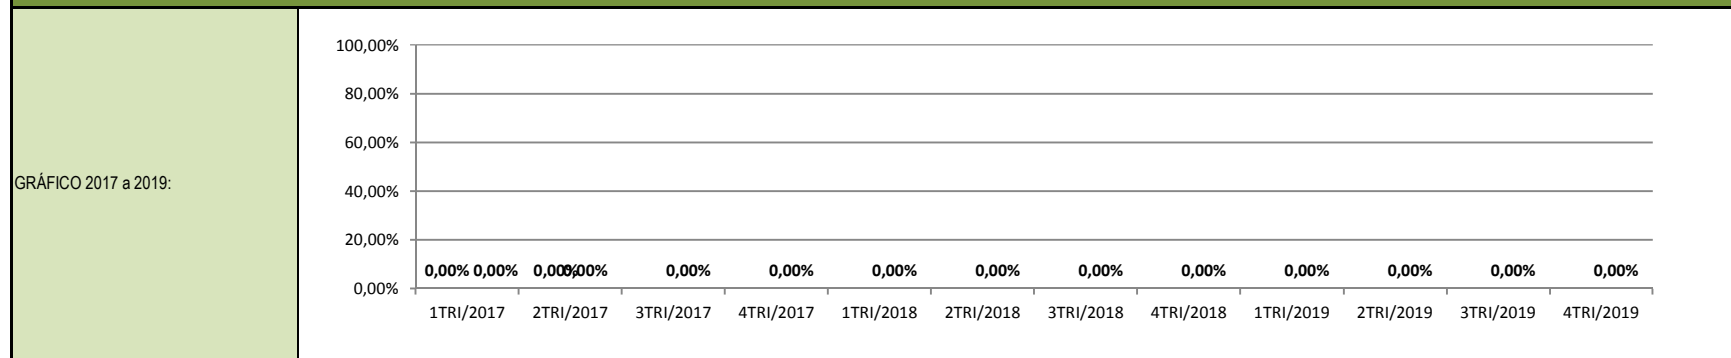 GRÁFICO 2017 a 2019:
100,00%
80,00%
60,00%
40,00%
20,00%
0,00%
0,00% 0,00% 0,00% 0,00% 0,00% 0,00% 0,00% 0,00% 0,00% 0,00% 0,00% 0,00% 0,00% 0,00%
1TRI/2017 2TRI/2017 3TRI/2017 4TRI/2017 1TRI/2018 2TRI/2018 3TRI/2018 4TRI/2018 1TRI/2019 2TRI/2019 3TRI/2019 4TRI/2019